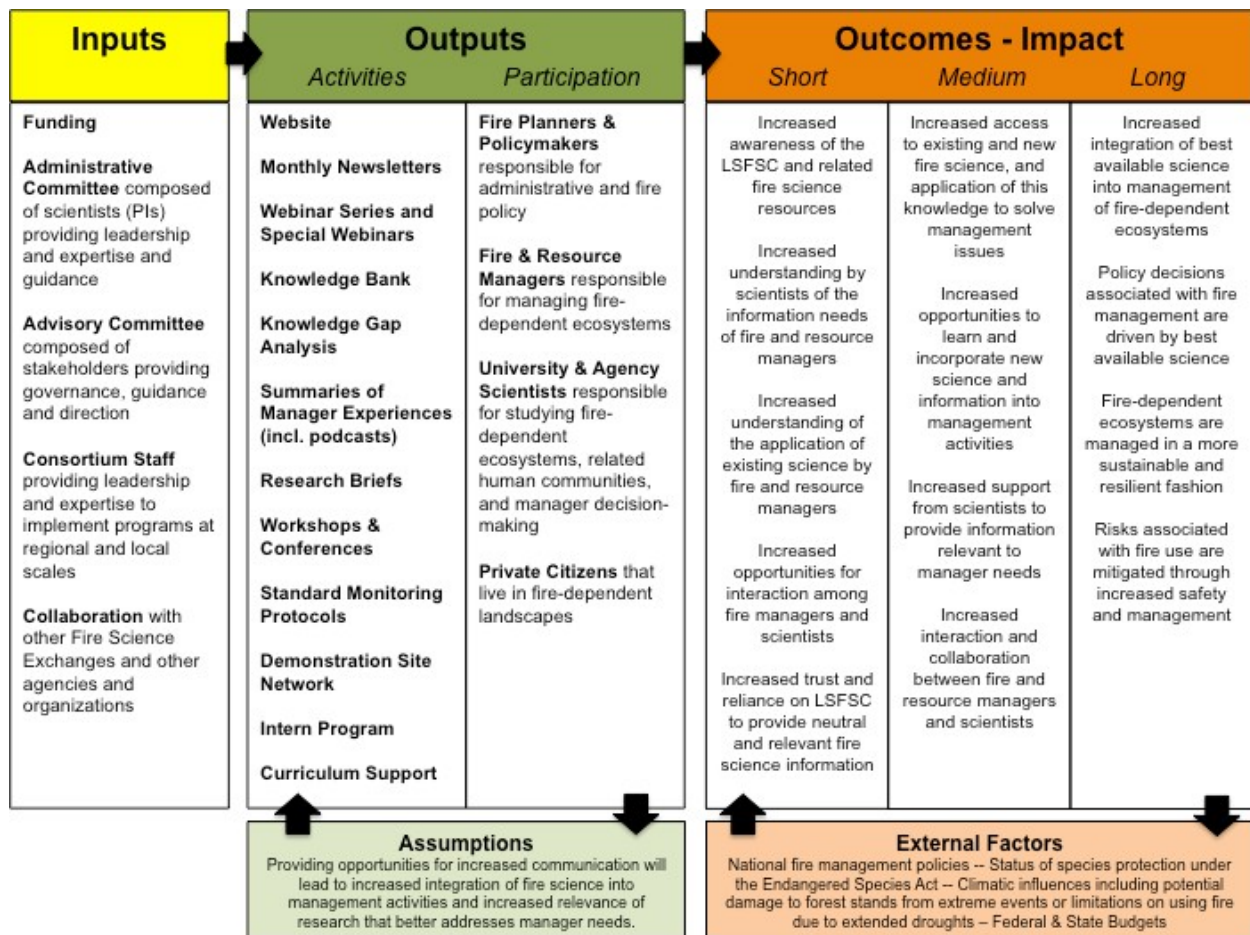 Inputs
Outputs
Activities
Participation
Outcomes - Impact
Short
Medium
Long
Funding
Administrative
Committee composed
of scientists (PIs)
providing leadership
and expertise and
guidance
Advisory Committee
composed of
stakeholders providing
governance, guidance
and direction
Consortium Staff
providing leadership
and expertise to
implement programs at
regional and local
scales
Collaboration with
other Fire Science
Exchanges and other
agencies and
organizations
Website
Monthly Newsletters
Webinar Series and
Special Webinars
Knowledge Bank
Knowledge Gap
Analysis
Summaries of
Manager Experiences
(incl. podcasts)
Research Briefs
Workshops &
Conferences
Standard Monitoring
Protocols
Demonstration Site
Network
Intern Program
Curriculum Support
Fire Planners &
Policymakers
responsible for
administrative and fire
policy
Fire & Resource
Managers responsible
for managing fire-
dependent ecosystems
University & Agency
Scientists responsible
for studying fire-
dependent
ecosystems, related
human communities,
and manager decision-
making
Private Citizens that
live in fire-dependent
landscapes
Increased
awareness of the
LSFSC and related
fire science
resources
Increased
understanding by
scientists of the
information needs
of fire and resource
managers
Increased
understanding of
the application of
existing science by
fire and resource
managers
Increased
opportunities for
interaction among
fire managers and
scientists
Increased trust and
reliance on LSFSC
to provide neutral
and relevant fire
science information
Increased access
to existing and new
fire science, and
application of this
knowledge to solve
management
issues
Increased
opportunities to
learn and
incorporate new
science and
information into
management
activities
Increased support
from scientists to
provide information
relevant to
manager needs
Increased
interaction and
collaboration
between fire and
resource managers
and scientists
Increased
integration of best
available science
into management
of fire-dependent
ecosystems
Policy decisions
associated with fire
management are
driven by best
available science
Fire-dependent
ecosystems are
managed in a more
sustainable and
resilient fashion
Risks associated
with fire use are
mitigated through
increased safety
and management
Assumptions
Providing opportunities for increased communication will
lead to increased integration of fire science into
management activities and increased relevance of
research that better addresses manager needs.
External Factors
National fire management policies -- Status of species protection under
the Endangered Species Act -- Climatic influences including potential
damage to forest stands from extreme events or limitations on using fire
due to extended droughts – Federal & State Budgets